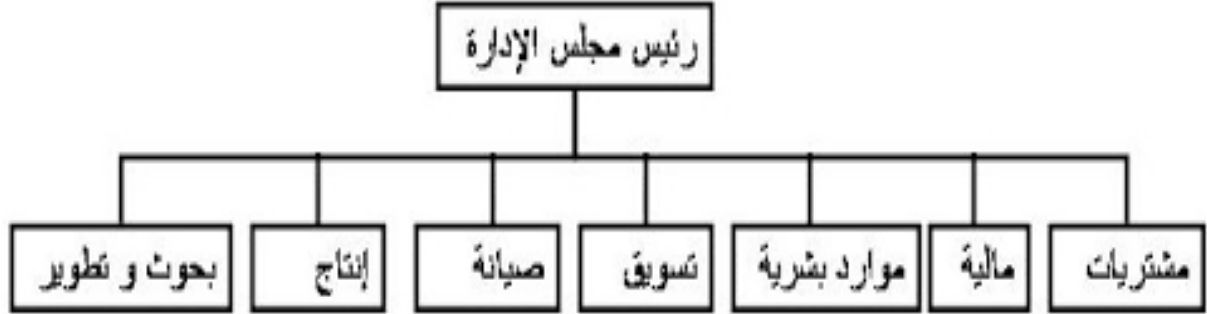 رئيس مجلس الإدارة
مشتريات
مالية
موارد بشرية
تسويق
صيانة
إنتاج
بحوث و تطوير